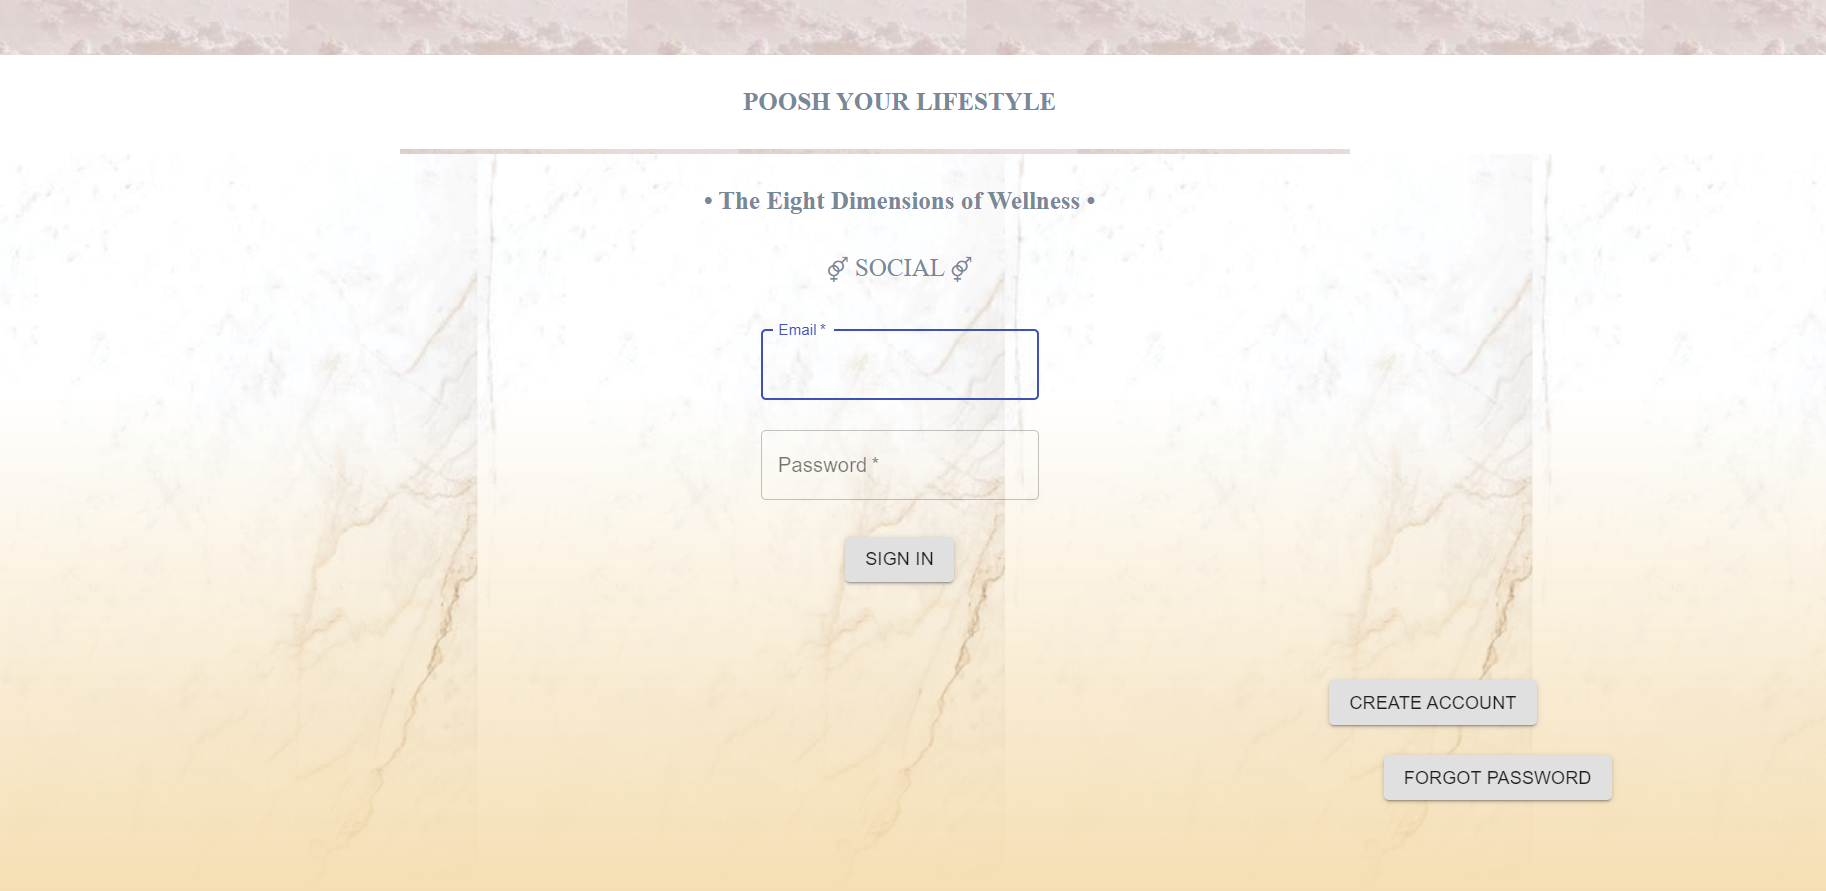 POOSH YOUR LIFESTYLE
• The Eight Dimensions of Wellness •
⚤ SOCIAL ⚤
Email *
Password *
SIGN IN
CREATE ACCOUNT
FORGOT PASSWORD